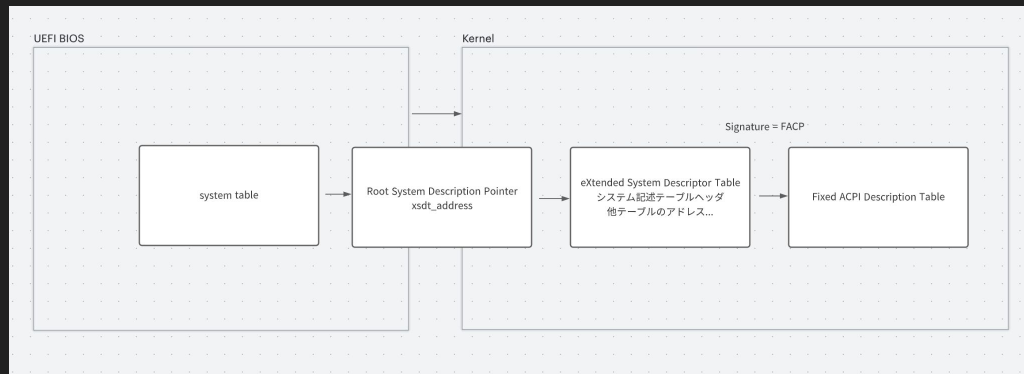 UEFI BIOS
Kernel
Signature = FACP
system table
Root System Description Pointer
xsdt_address
eXtended System Descriptor Table
システム記述テーブルヘッダ
他テーブルのアドレス...
Fixed ACPI Description Table